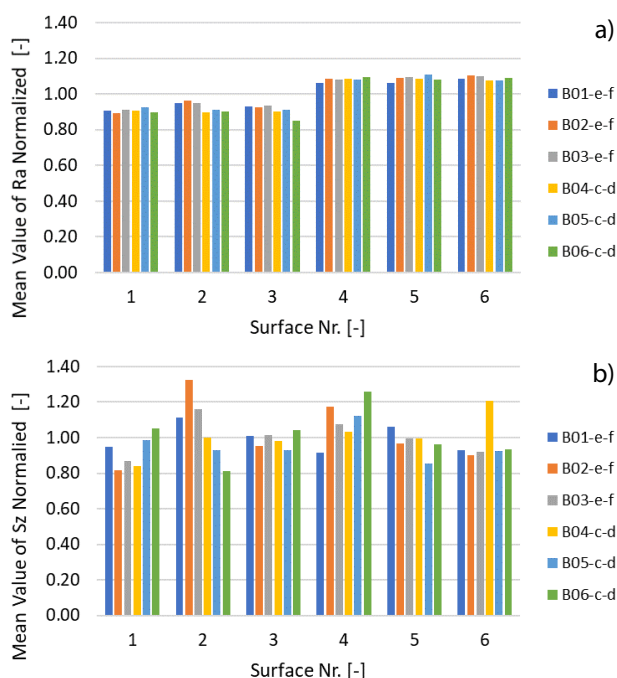 a)
Mean Value of Ra Normalized [-]
1.40
1.20
1.00
0.80
0.60
0.40
0.20
0.00
1 2 3 4 5 6
Surface Nr. [-]
B01-e-f
B02-e-f
B03-e-f
B04-c-d
B05-c-d
B06-c-d
b)
Mean Value of Sz Normalied [-]
1.40
1.20
1.00
0.80
0.60
0.40
0.20
0.00
1 2 3 4 5 6
Surface Nr. [-]
B01-e-f
B02-e-f
B03-e-f
B04-c-d
B05-c-d
B06-c-d